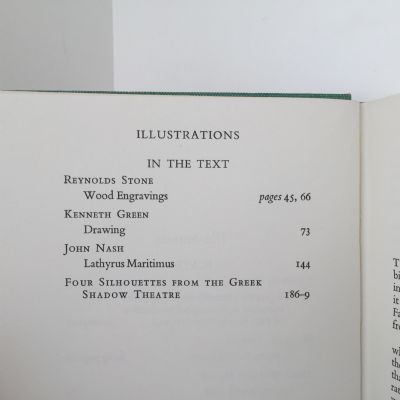 ILLUSTRATIONS
IN THE TEXT
REYNOLDS STONE
Wood Engravings pages 45, 66
KENNETH GREEN
Drawing 73
JOHN NASH
Lathyrus Maritimus 144
FOUR SILHOUETTES FROM THE GREEK
SHADOW THEATRE 186-9